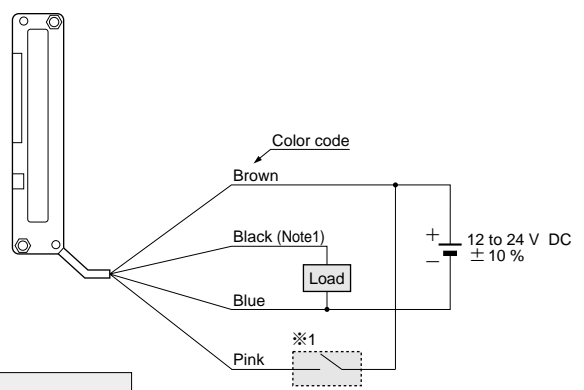 Color code
Brown
Black (Note1)
Load
Blue
Pink
※1
+
−
12 to 24 V DC
± 10 %